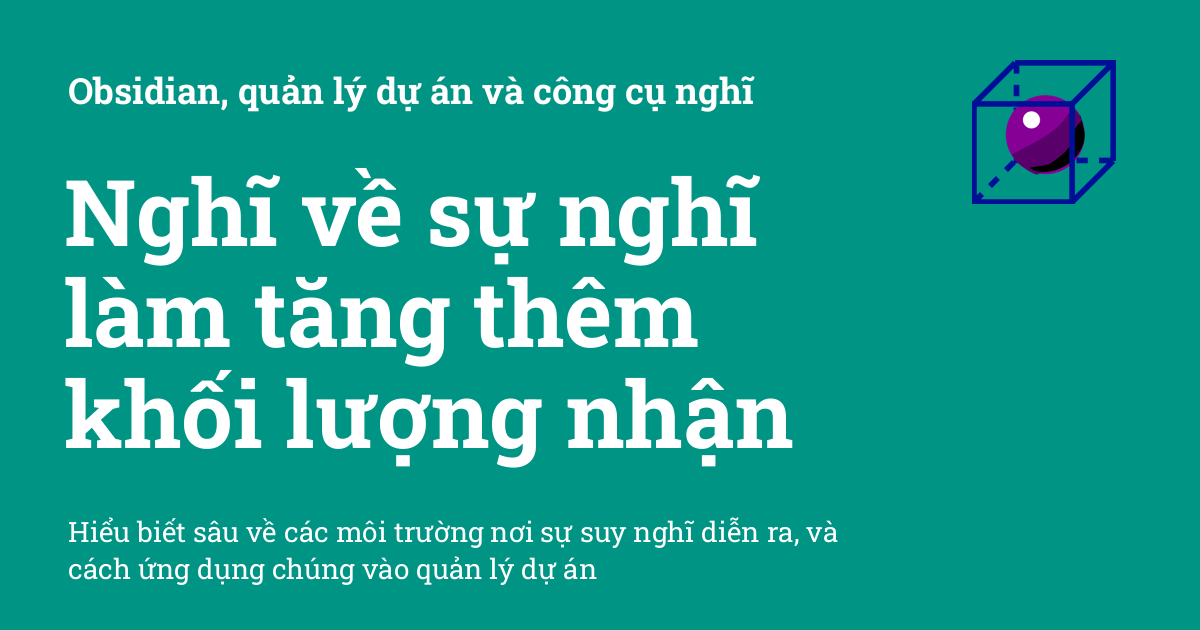 Obsidian, quản lý dự án và công cụ nghĩ
Nghĩ về sự nghĩ
làm tăng thêm
khối lượng nhận
Hiểu biết sâu về các môi trường nơi sự suy nghĩ diễn ra, và
cách ứng dụng chúng vào quản lý dự án